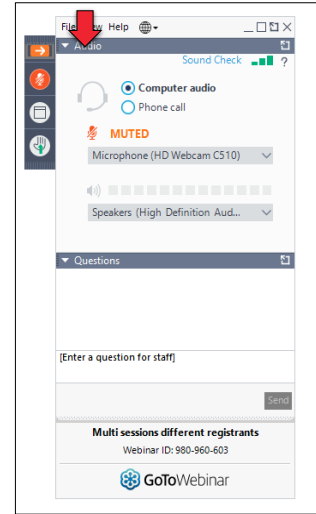 File View Help
Audio
Sound Check ?
Computer audio
Phone call
MUTED
Microphone (HD Webcam C510)
Speakers (High Definition Aud...
Questions
[Enter a question for staff]
Send
Multi sessions different registrants
Webinar ID: 980-960-603
GoToWebinar